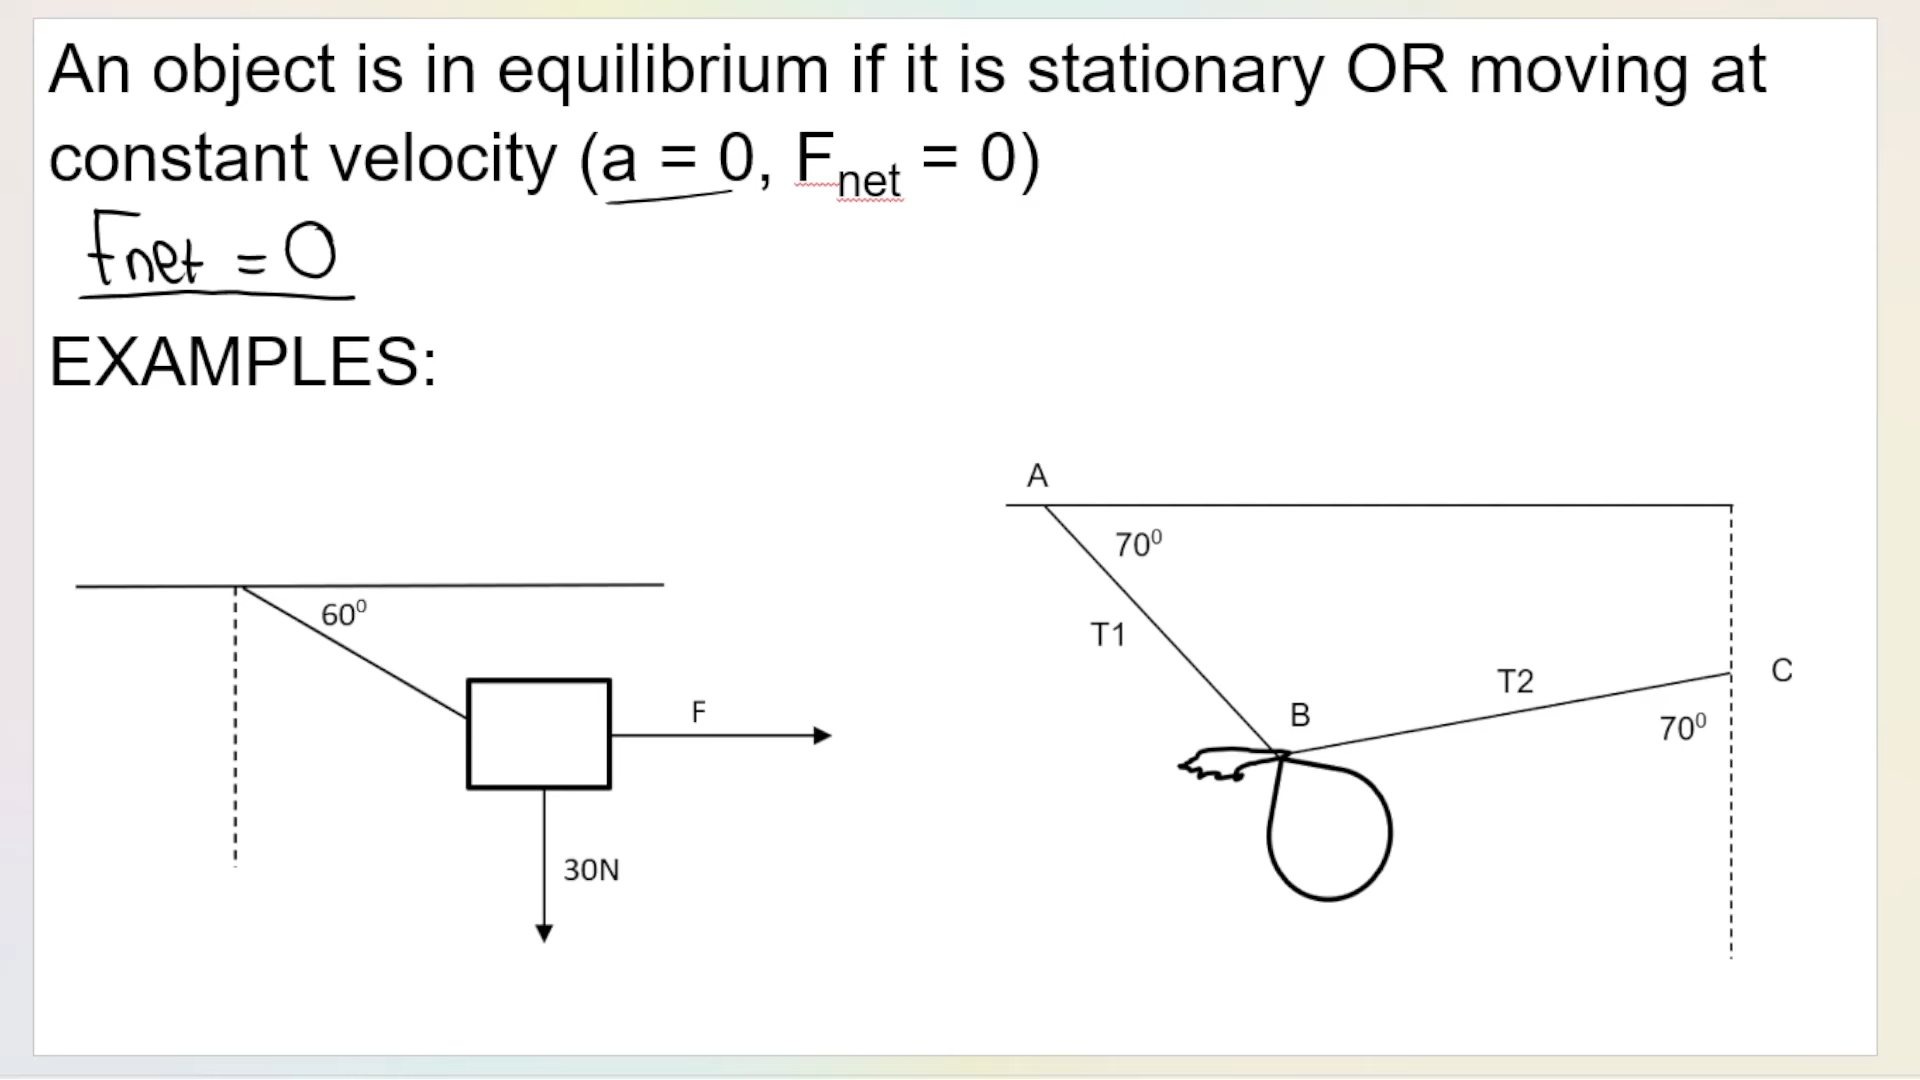 An object is in equilibrium if it is stationary OR moving at
constant velocity (a = 0, Fnet = 0)
Fnet = 0
EXAMPLES:
A
70⁰
60⁰
T1
T2
C
F
B
70⁰
30N